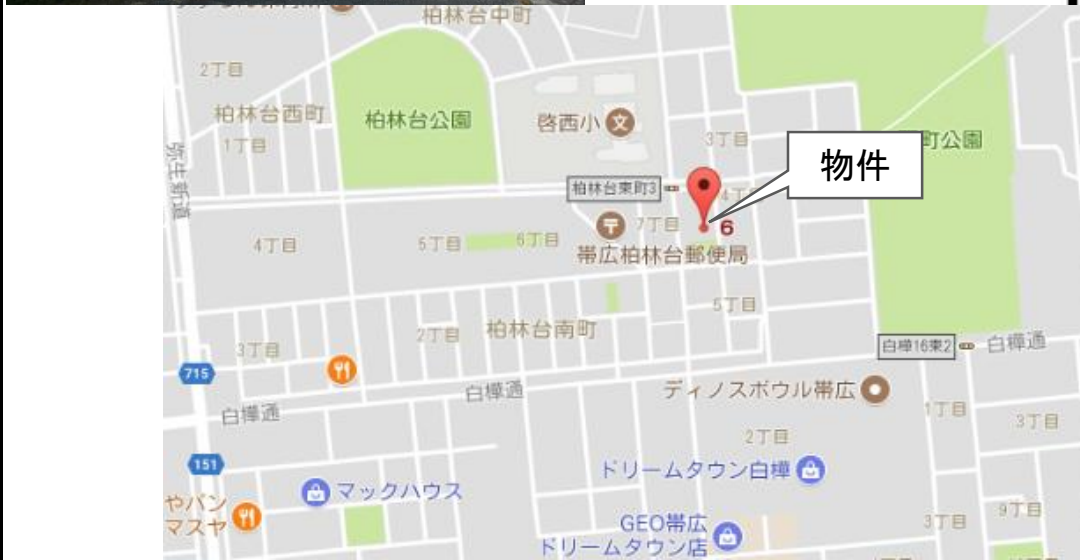 柏林台中町
2丁目
柏林台西町
1丁目
柏林台公園
啓西小
3丁目
町公園
物件
弥生新道
柏林台東町3
4丁
7丁目
6
帯広柏林台郵便局
4丁目
5丁目
6丁目
5丁目
柏林台南町
2丁目
3丁目
白樺16東2
白樺通
715
白樺通
ディノスボウル帯広
白樺通
1丁目
3丁目
2丁目
151
ドリームタウン白樺
マックハウス
やパン
マスヤ
GEO帯広
ドリームタウン店
3丁目
9丁目